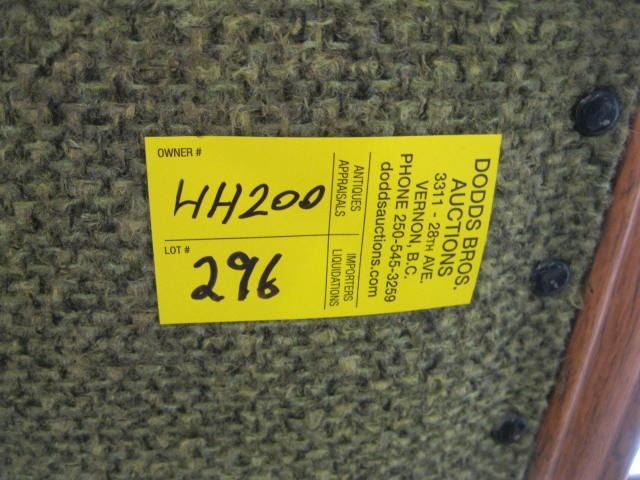 OWNER #
HH200
LOT #
296
ANTIQUES
APPRAISALS
IMPORTERS
LIQUIDATIONS
DODDS BROS.
AUCTIONS
3311 - 28TH AVE.
VERNON, B.C.
PHONE 250-545-3259
doddsauctions.com